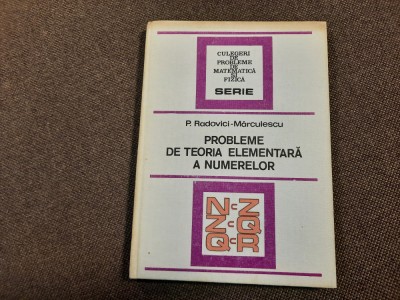 CULEGERI
DE
PROBLEME
DE
MATEMATICĂ
ȘI
FIZICĂ
SERIE
P. Radovici-Mărculescu
PROBLEME
DE TEORIA ELEMENTARĂ
A NUMERELOR
N⊂Z
Z⊂Q
Q⊂R